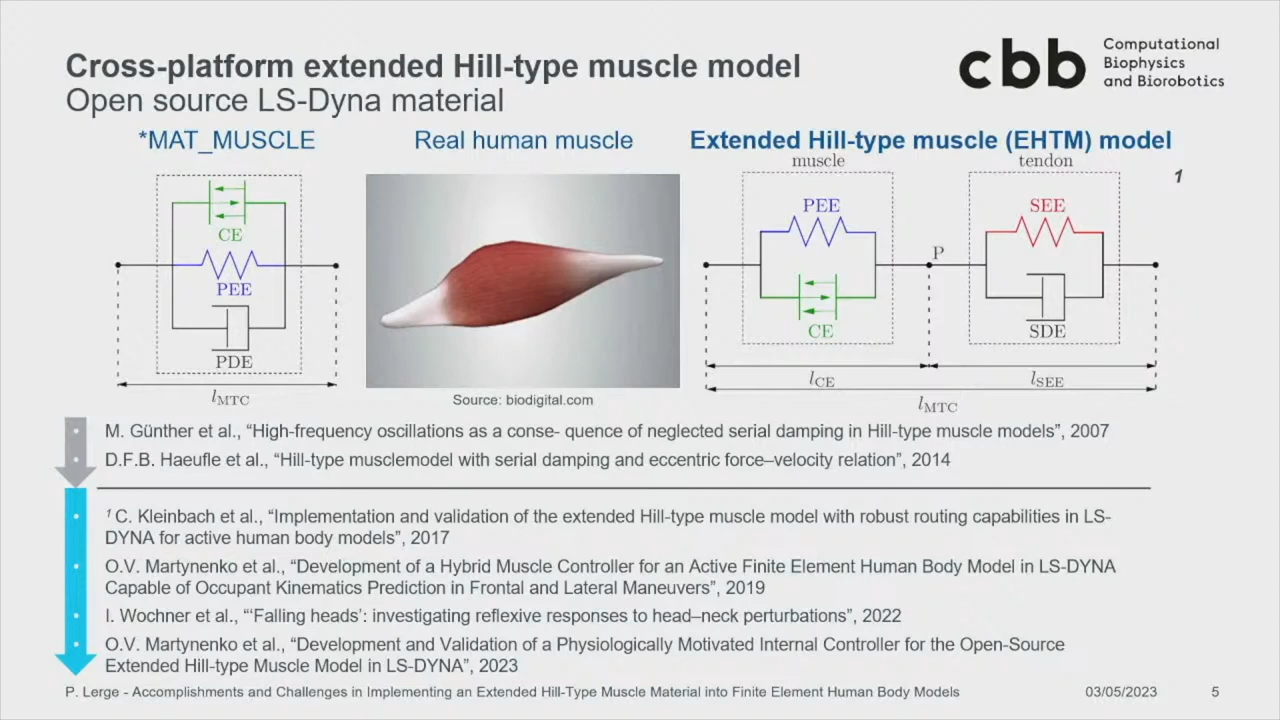 Cross-platform extended Hill-type muscle model
Open source LS-Dyna material
cbb
Computational
Biophysics
and Biorobotics
*MAT_MUSCLE
Real human muscle
Extended Hill-type muscle (EHTM) model
CE
PEE
PDE
lMTC
Source: biodigital.com
muscle
tendon
1
PEE
SEE
P
CE
SDE
lCE
lSEE
lMTC
• M. Günther et al., “High-frequency oscillations as a conse- quence of neglected serial damping in Hill-type muscle models”, 2007
• D.F.B. Haeufle et al., “Hill-type musclemodel with serial damping and eccentric force–velocity relation”, 2014
• 1 C. Kleinbach et al., “Implementation and validation of the extended Hill-type muscle model with robust routing capabilities in LS-
DYNA for active human body models”, 2017
• O.V. Martynenko et al., “Development of a Hybrid Muscle Controller for an Active Finite Element Human Body Model in LS-DYNA
Capable of Occupant Kinematics Prediction in Frontal and Lateral Maneuvers”, 2019
• I. Wochner et al., “‘Falling heads’: investigating reflexive responses to head–neck perturbations”, 2022
• O.V. Martynenko et al., “Development and Validation of a Physiologically Motivated Internal Controller for the Open-Source
Extended Hill-type Muscle Model in LS-DYNA”, 2023
P. Lerge - Accomplishments and Challenges in Implementing an Extended Hill-Type Muscle Material into Finite Element Human Body Models
03/05/2023
5